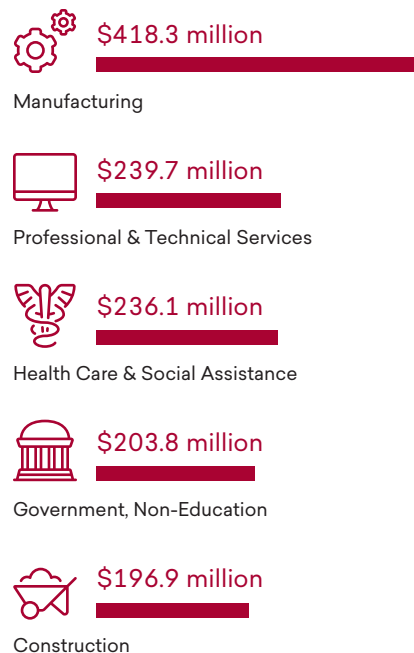 $418.3 million
Manufacturing
$239.7 million
Professional & Technical Services
$236.1 million
Health Care & Social Assistance
$203.8 million
Government, Non-Education
$196.9 million
Construction